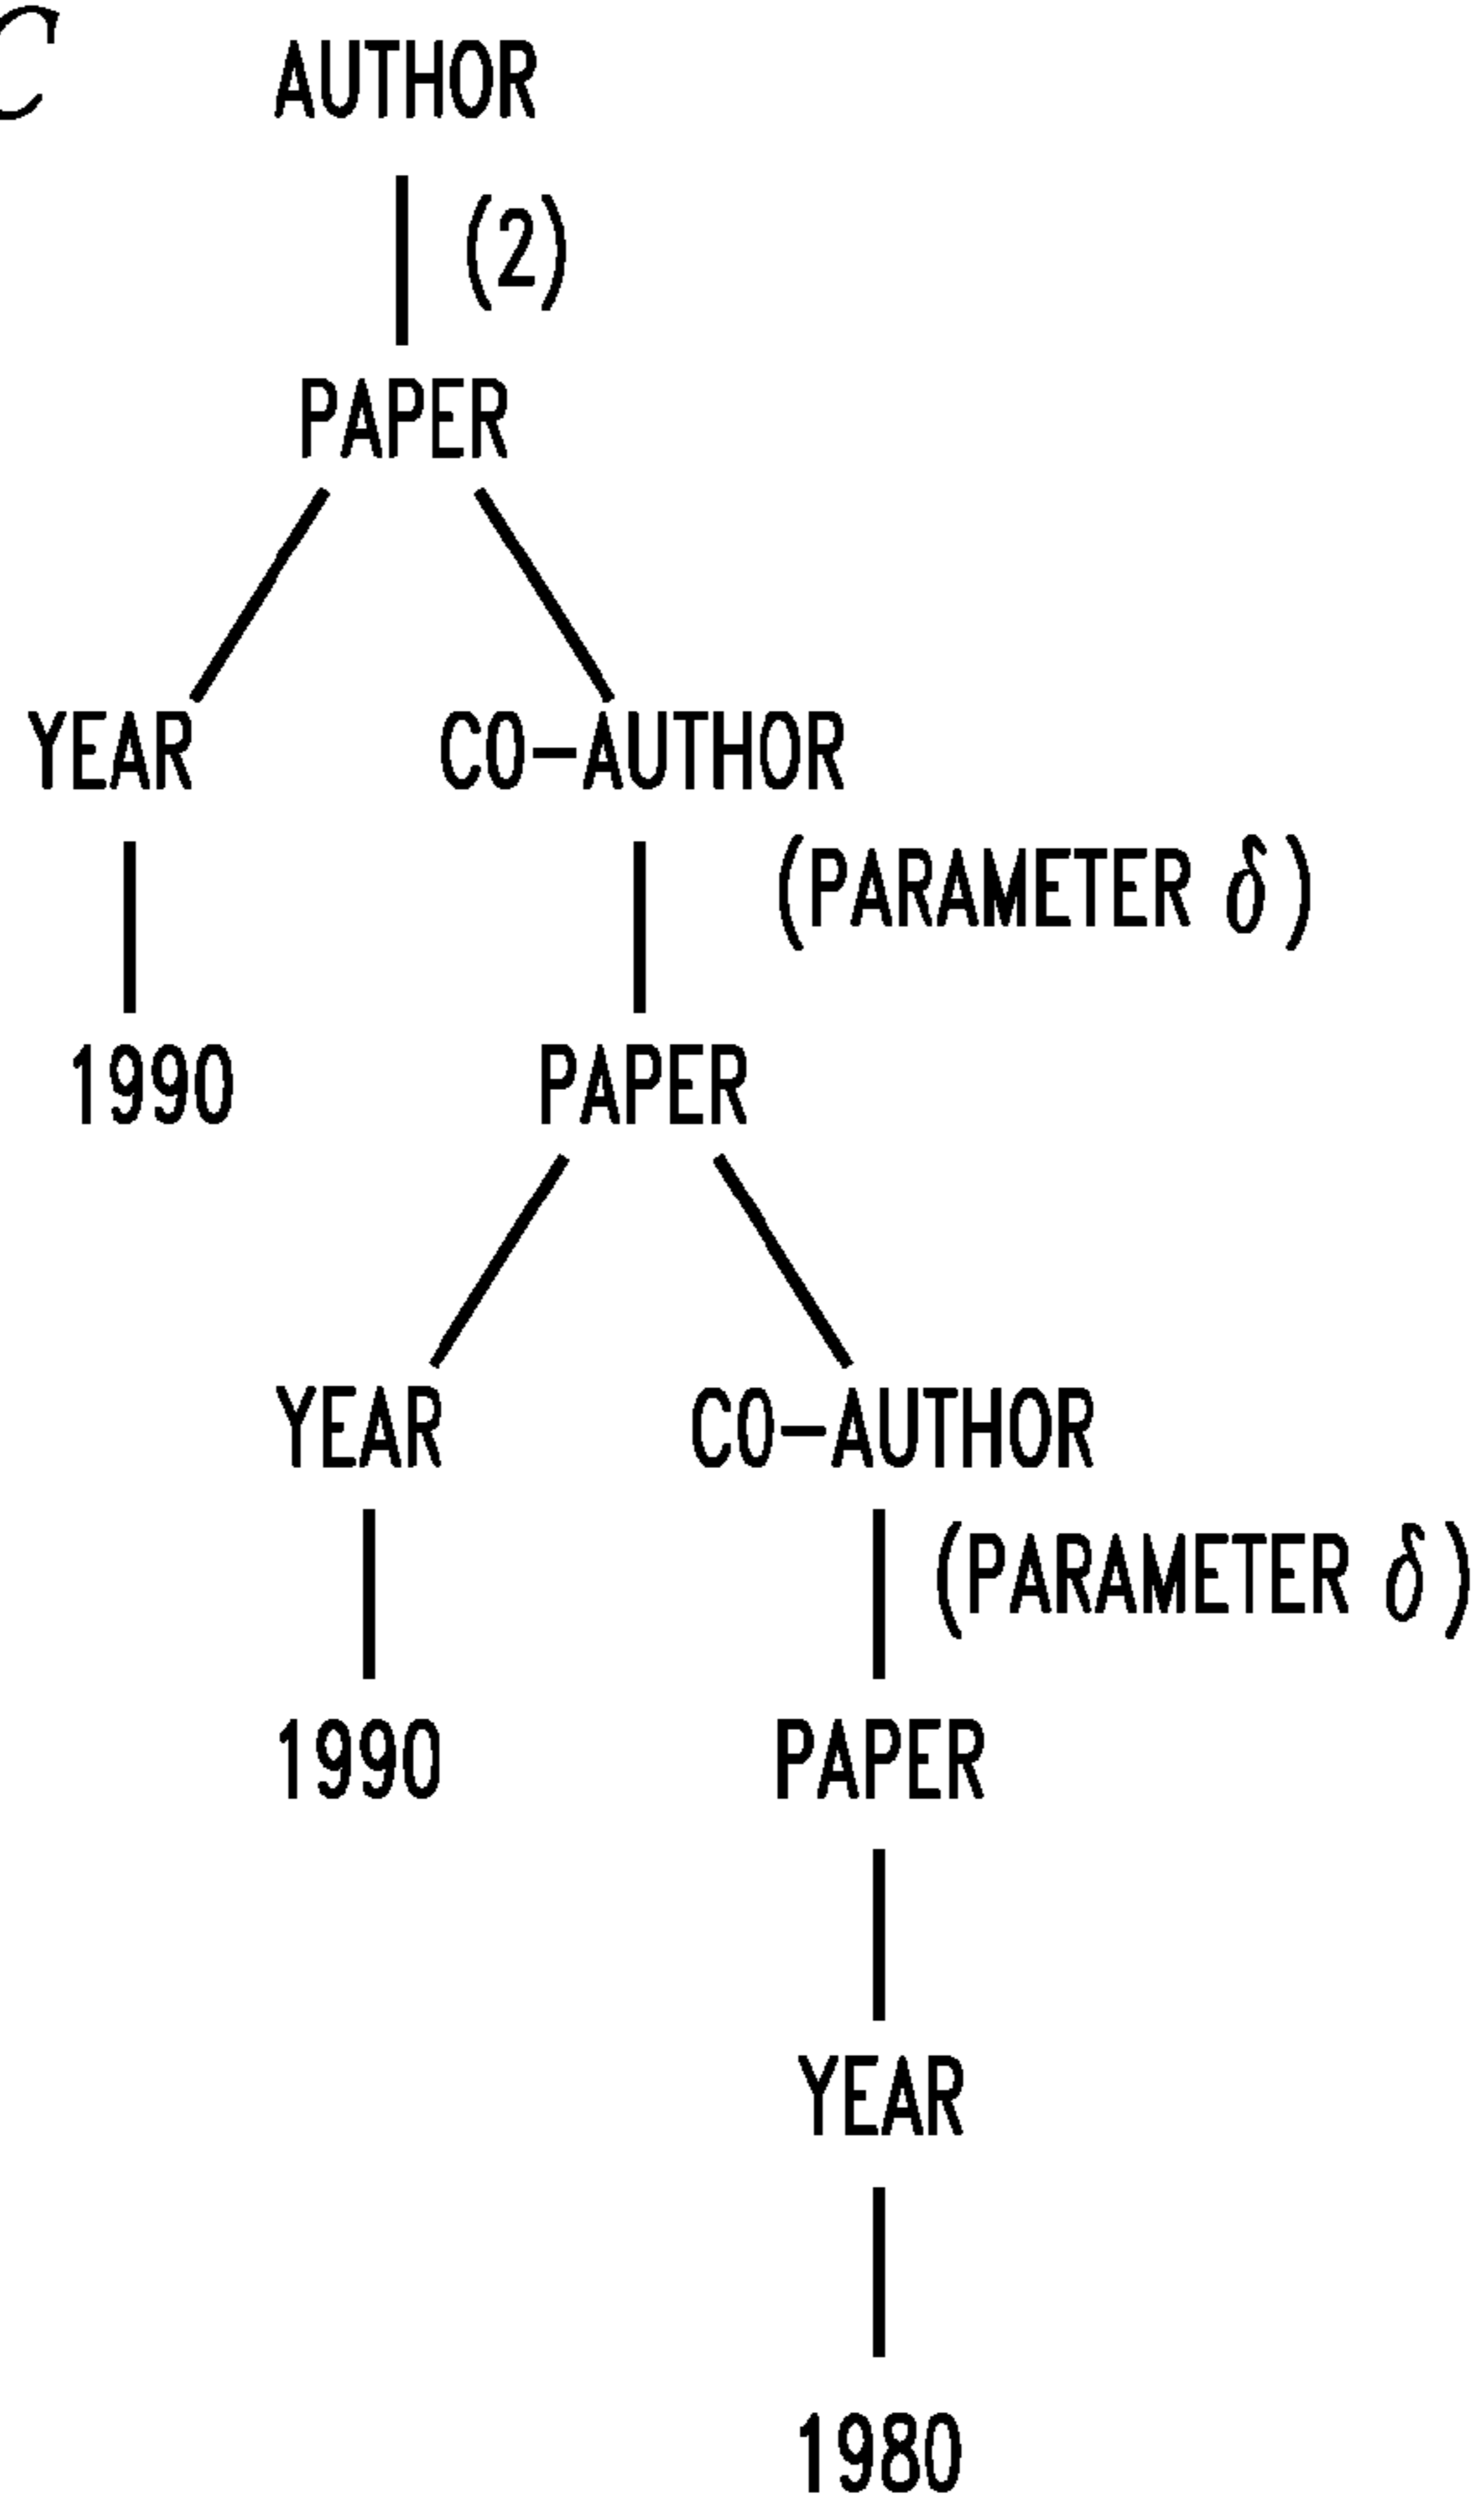 C
AUTHOR
(2)
PAPER
YEAR CO-AUTHOR
(PARAMETER δ)
1990 PAPER
YEAR CO-AUTHOR
(PARAMETER δ)
1990 PAPER
YEAR
1980